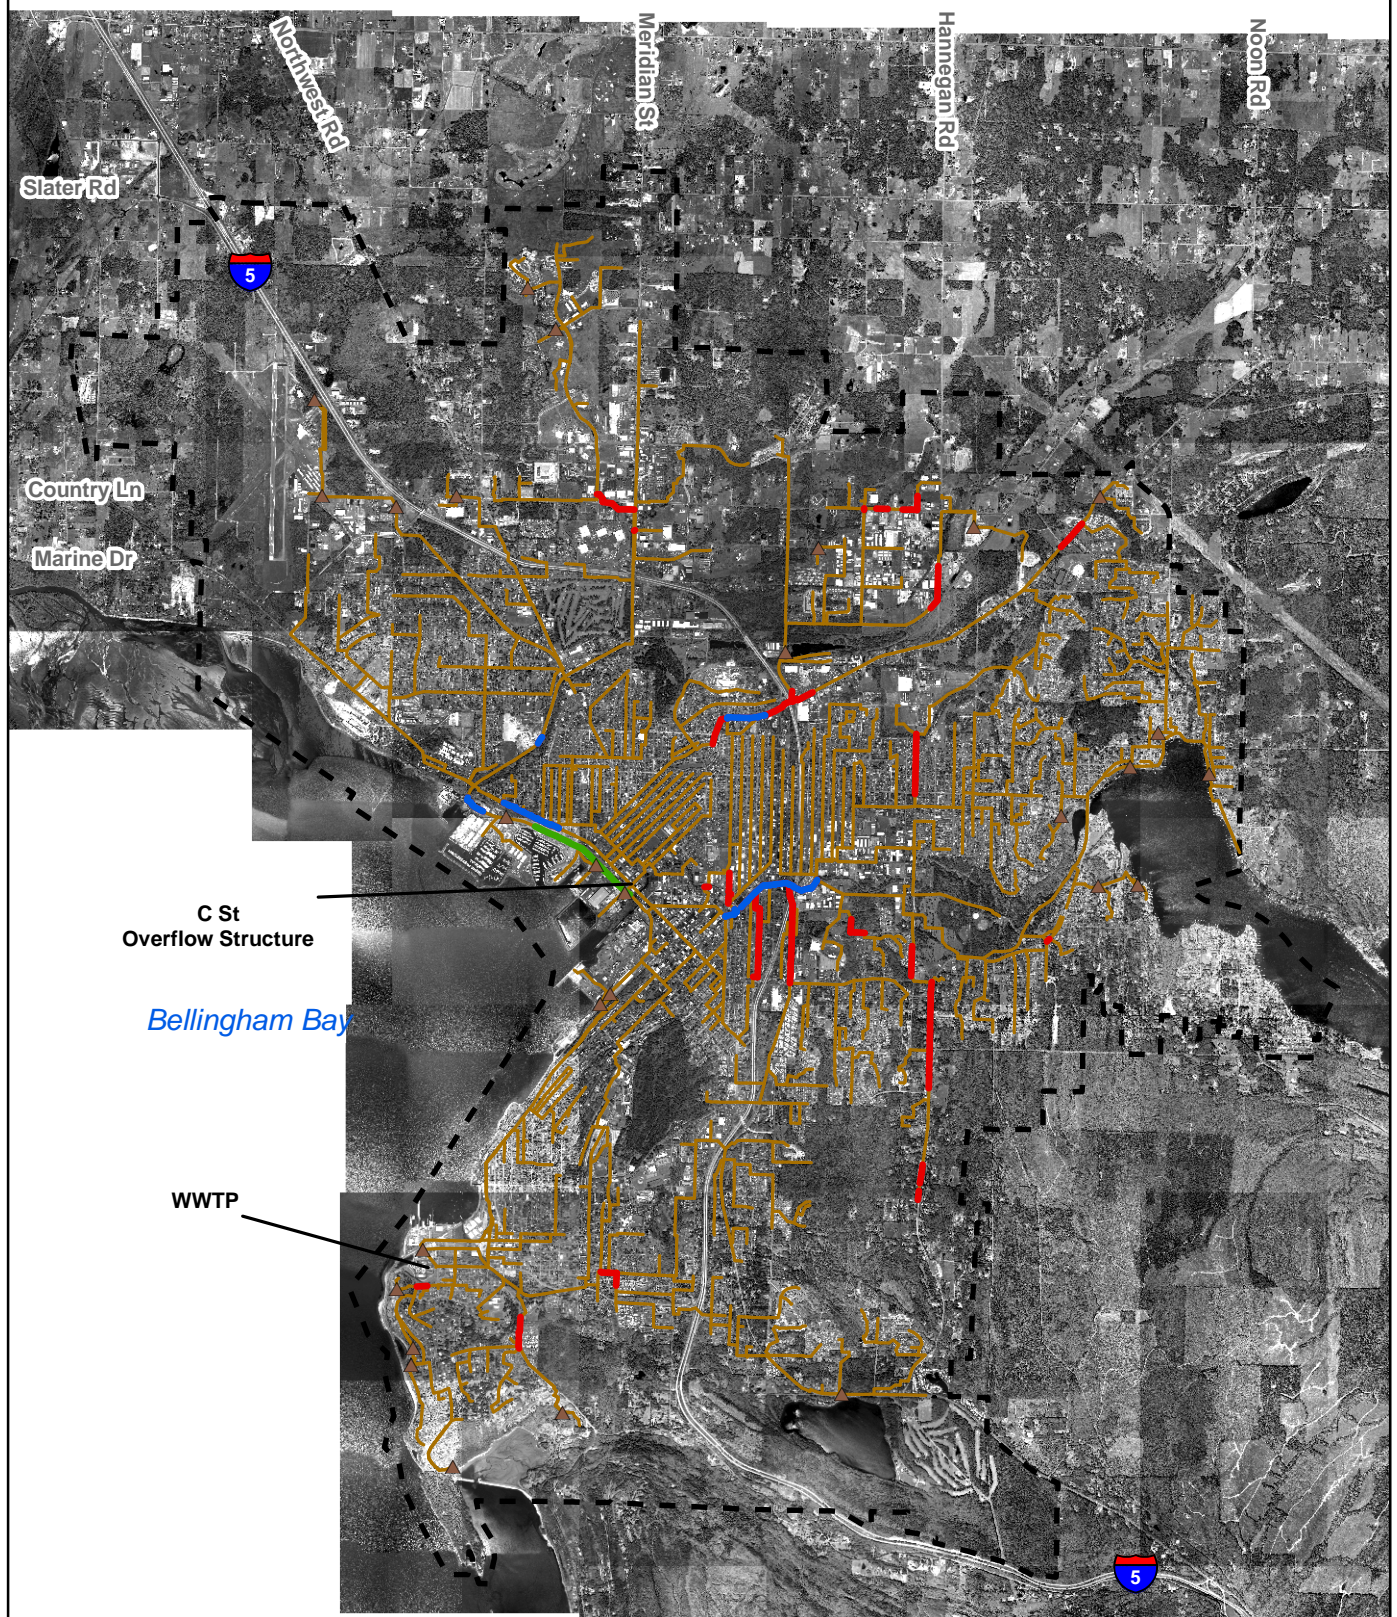 Northwest Rd
Meridian St
Hannegan Rd
Noon Rd
Slater Rd
5
Country Ln
Marine Dr
C St
Overflow Structure
Bellingham Bay
WWTP
5